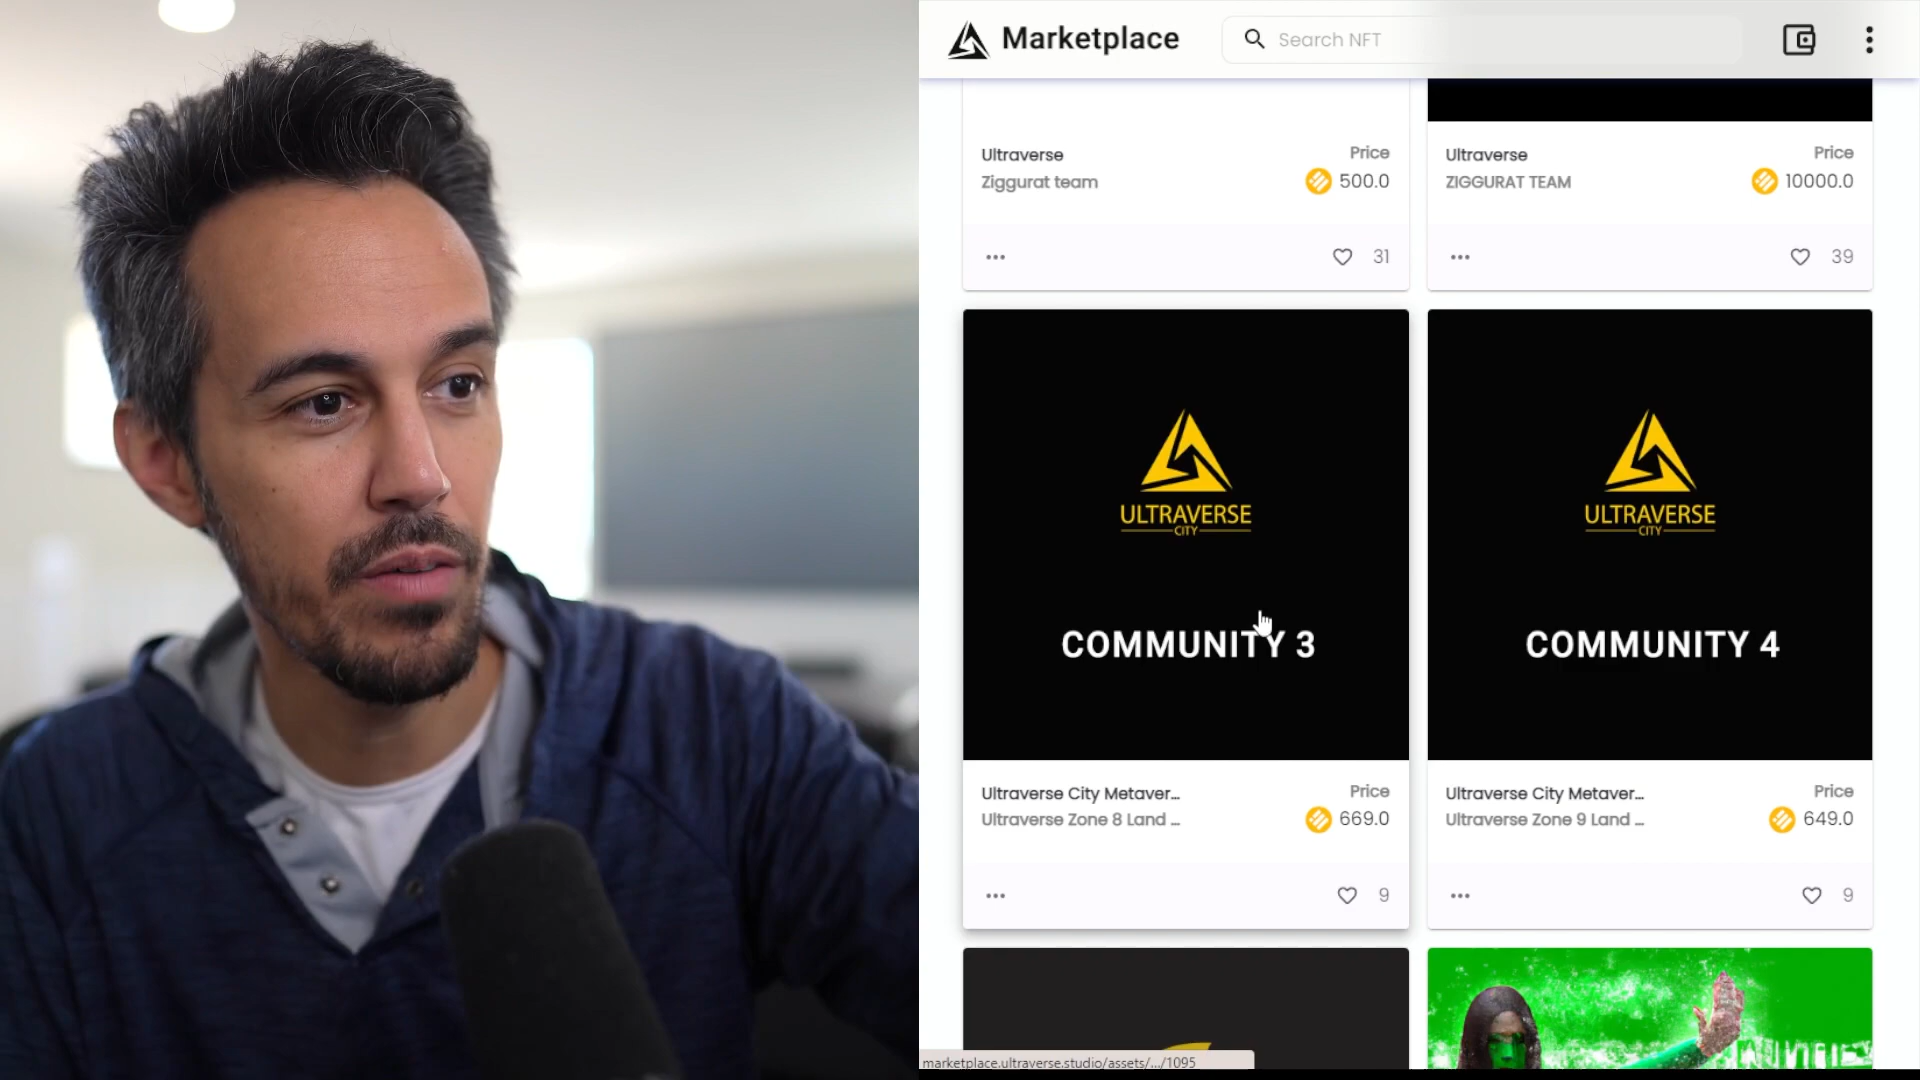 Marketplace
Search NFT
Ultraverse
Price
Ziggurat team
500.0
31
Ultraverse
Price
ZIGGURAT TEAM
10000.0
39
ULTRAVERSE
CITY
COMMUNITY 3
Ultraverse City Metaver...
Price
Ultraverse Zone 8 Land ...
669.0
9
ULTRAVERSE
CITY
COMMUNITY 4
Ultraverse City Metaver...
Price
Ultraverse Zone 9 Land ...
649.0
9
marketplace.ultraverse.studio/assets/.../1095